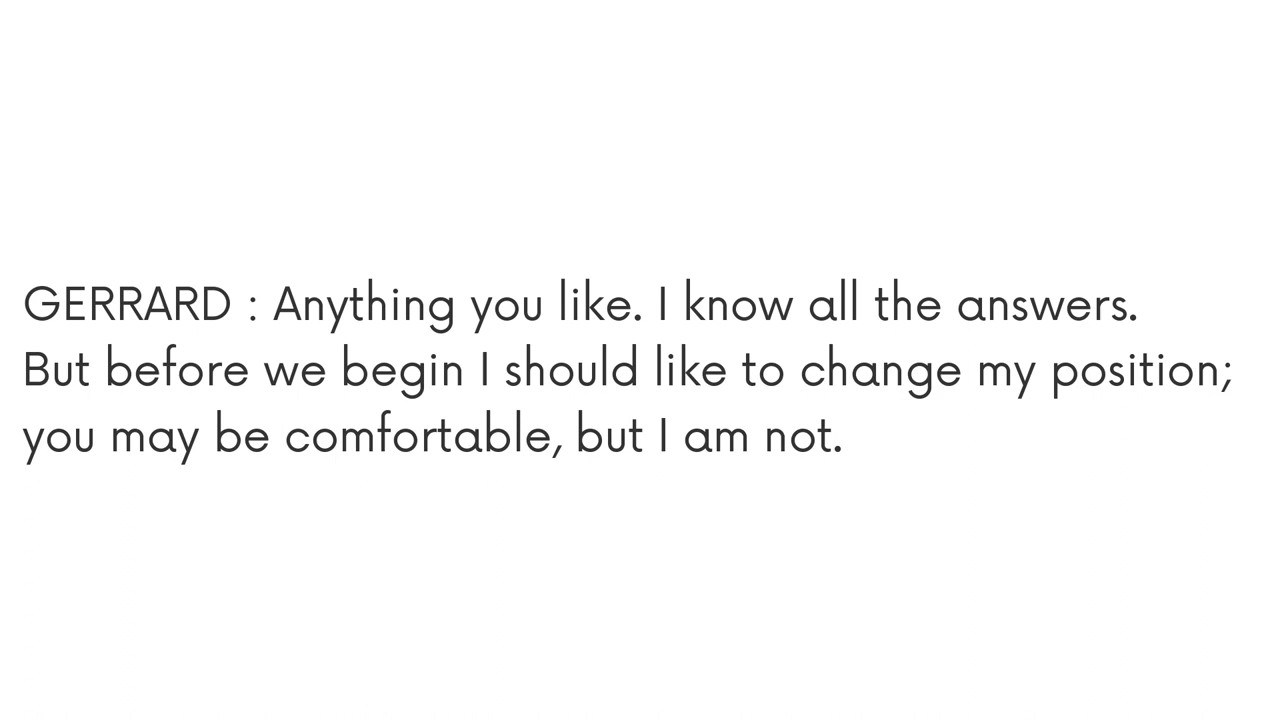 GERRARD : Anything you like. I know all the answers.
But before we begin I should like to change my position;
you may be comfortable, but I am not.